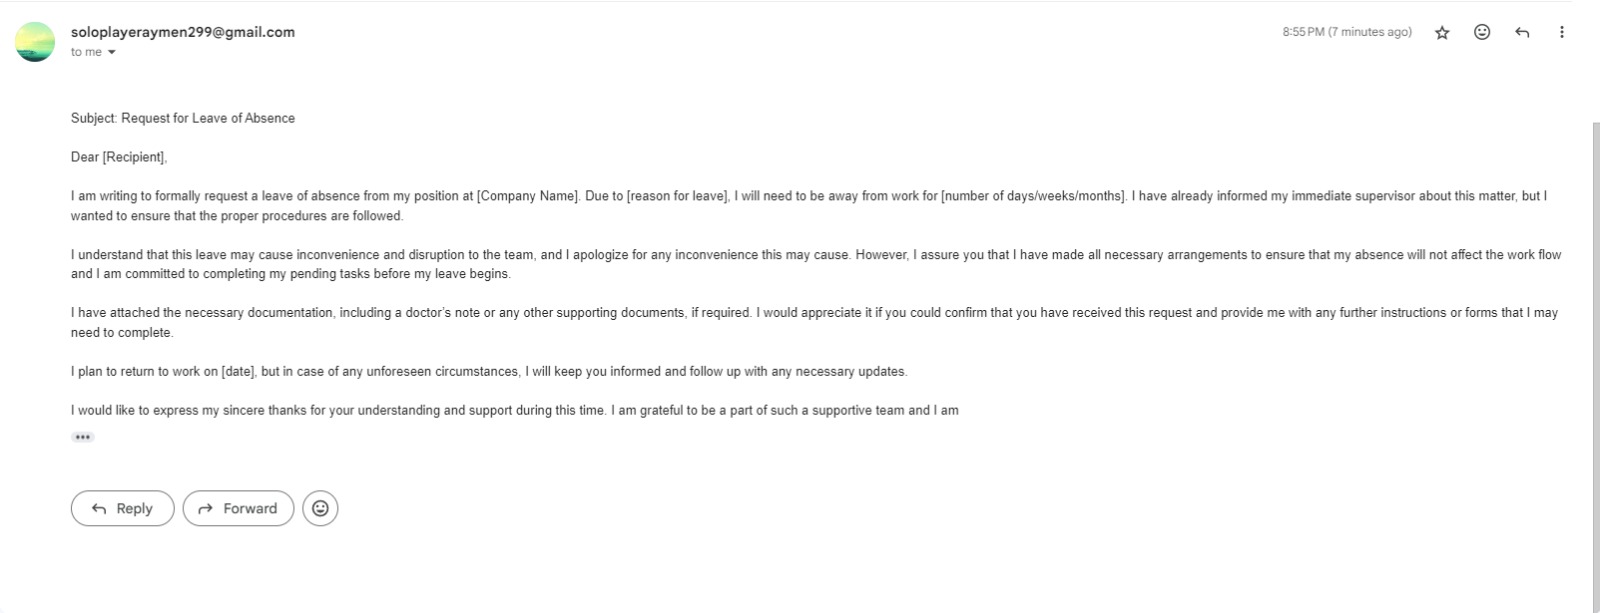 soloplayeraymen299@gmail.com
8:55 PM (7 minutes ago)
to me
Subject: Request for Leave of Absence
Dear [Recipient],
I am writing to formally request a leave of absence from my position at [Company Name]. Due to [reason for leave], I will need to be away from work for [number of days/weeks/months]. I have already informed my immediate supervisor about this matter, but I
wanted to ensure that the proper procedures are followed.
I understand that this leave may cause inconvenience and disruption to the team, and I apologize for any inconvenience this may cause. However, I assure you that I have made all necessary arrangements to ensure that my absence will not affect the work flow
and I am committed to completing my pending tasks before my leave begins.
I have attached the necessary documentation, including a doctor's note or any other supporting documents, if required. I would appreciate it if you could confirm that you have received this request and provide me with any further instructions or forms that I may
need to complete.
I plan to return to work on [date], but in case of any unforeseen circumstances, I will keep you informed and follow up with any necessary updates.
I would like to express my sincere thanks for your understanding and support during this time. I am grateful to be a part of such a supportive team and I am
Reply
Forward